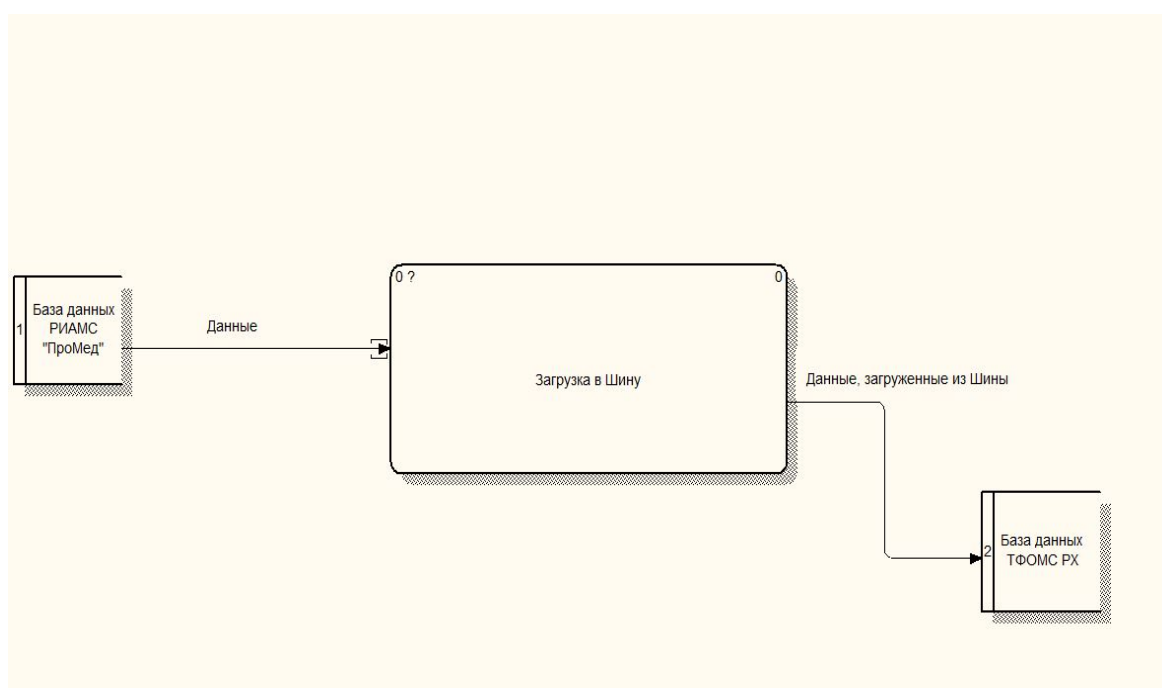 0 ?
0
База данных
РИАМС
"ПроМед"
1
Данные
Загрузка в Шину
Данные, загруженные из Шины
База данных
ТФОМС РХ
2